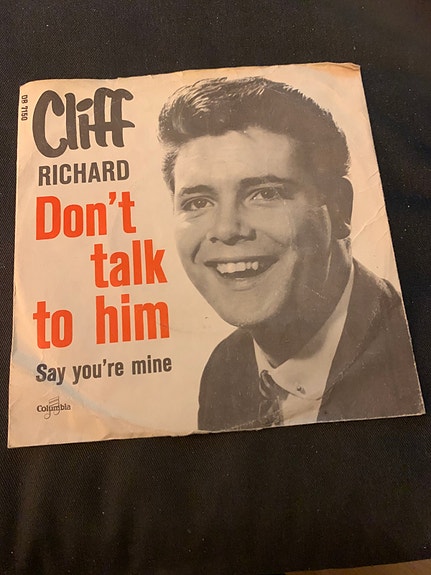 DB 7150
Cliff
RICHARD
Don't
talk
to him
Say you're mine
Columbia